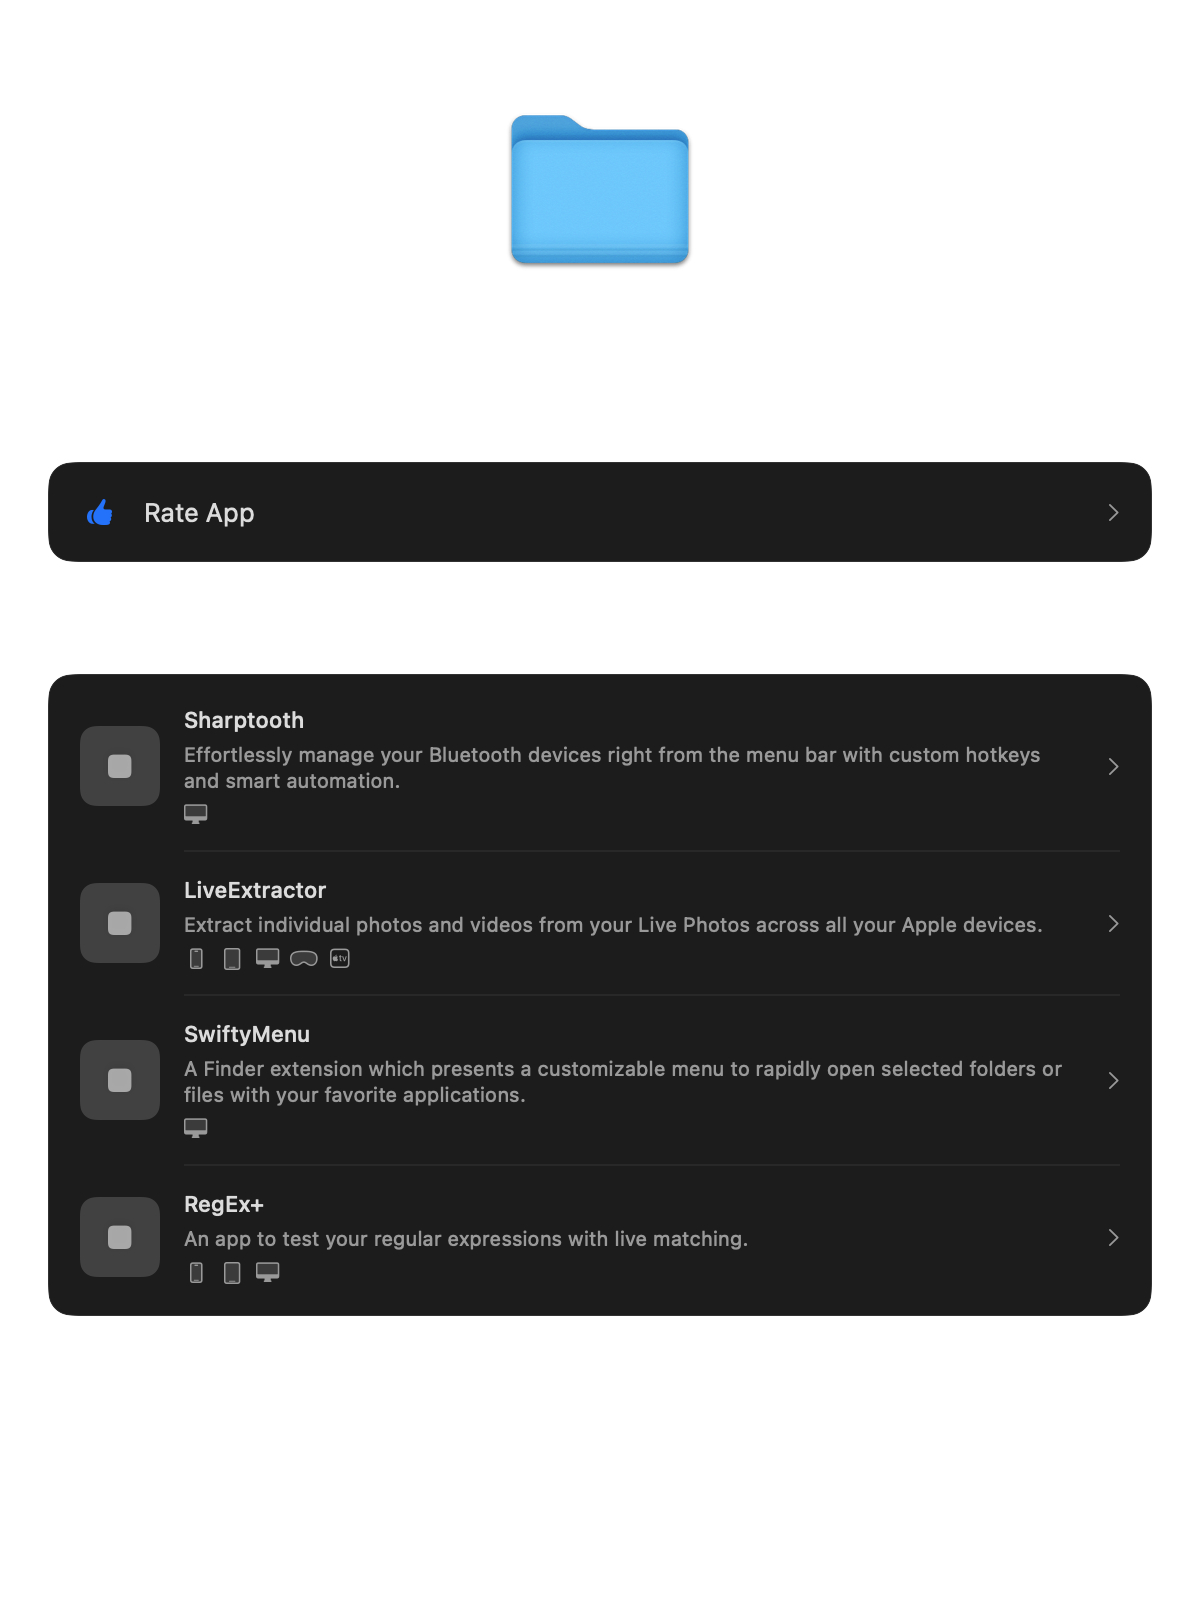 Rate App
Sharptooth
Effortlessly manage your Bluetooth devices right from the menu bar with custom hotkeys
and smart automation.
LiveExtractor
Extract individual photos and videos from your Live Photos across all your Apple devices.
tv
SwiftyMenu
A Finder extension which presents a customizable menu to rapidly open selected folders or
files with your favorite applications.
RegEx+
An app to test your regular expressions with live matching.